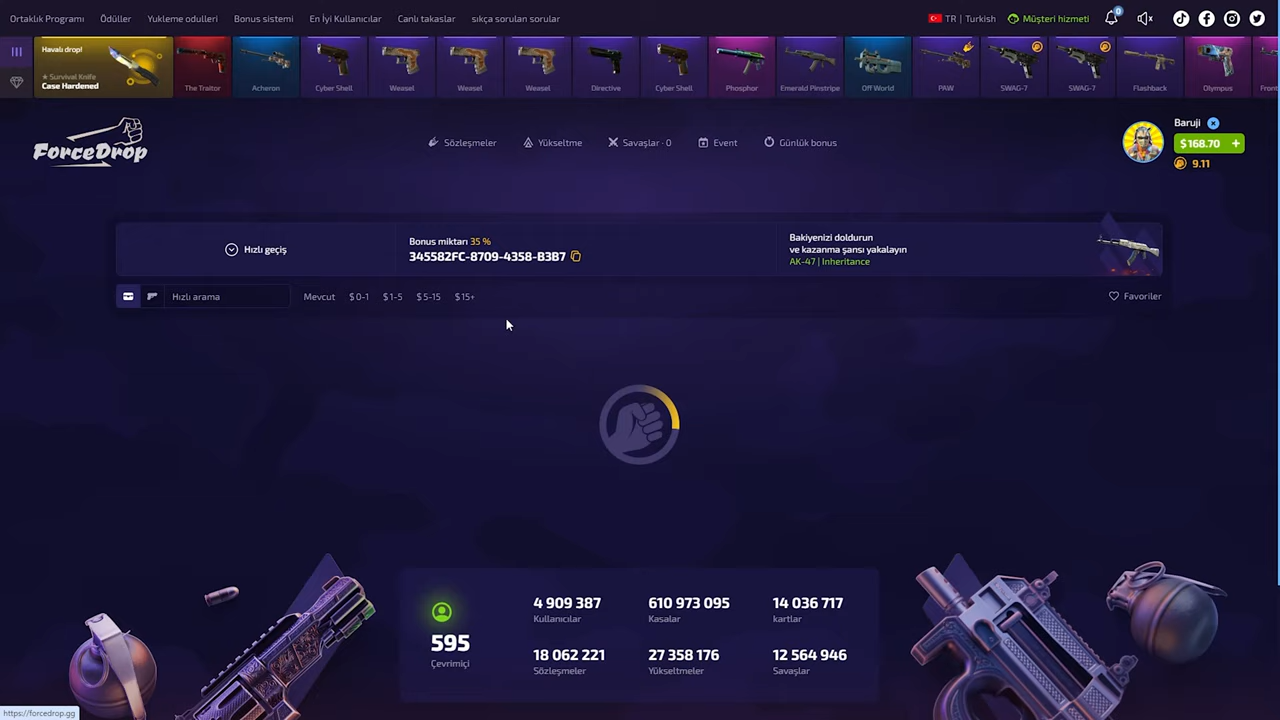 Ortaklık Programı
Ödüller
Yukleme odulleri
Bonus sistemi
En İyi Kullanıcılar
Canlı takaslar
sıkça sorulan sorular
TR | Turkish
Müşteri hizmeti
0
Havalı drop!
★ Survival Knife
Case Hardened
The Traitor
Acheron
Cyber Shell
Weasel
Weasel
Weasel
Directive
Cyber Shell
Phosphor
Emerald Pinstripe
Off World
PAW
SWAG-7
SWAG-7
Flashback
Olympus
Front
ForceDrop
Sözleşmeler
Yükseltme
Savaşlar · 0
Event
Günlük bonus
Baruji
$168.70 +
9.11
Hızlı geçiş
Bonus miktarı 35 %
345582FC-8709-4358-B3B7
Bakiyenizi doldurun
ve kazanma şansı yakalayın
AK-47 | Inheritance
Hızlı arama
Mevcut
$ 0-1
$ 1-5
$ 5-15
$ 15+
Favoriler
595
Çevrimiçi
4 909 387
Kullanıcılar
610 973 095
Kasalar
14 036 717
kartlar
18 062 221
Sözleşmeler
27 358 176
Yükseltmeler
12 564 946
Savaşlar
https://forcedrop.gg